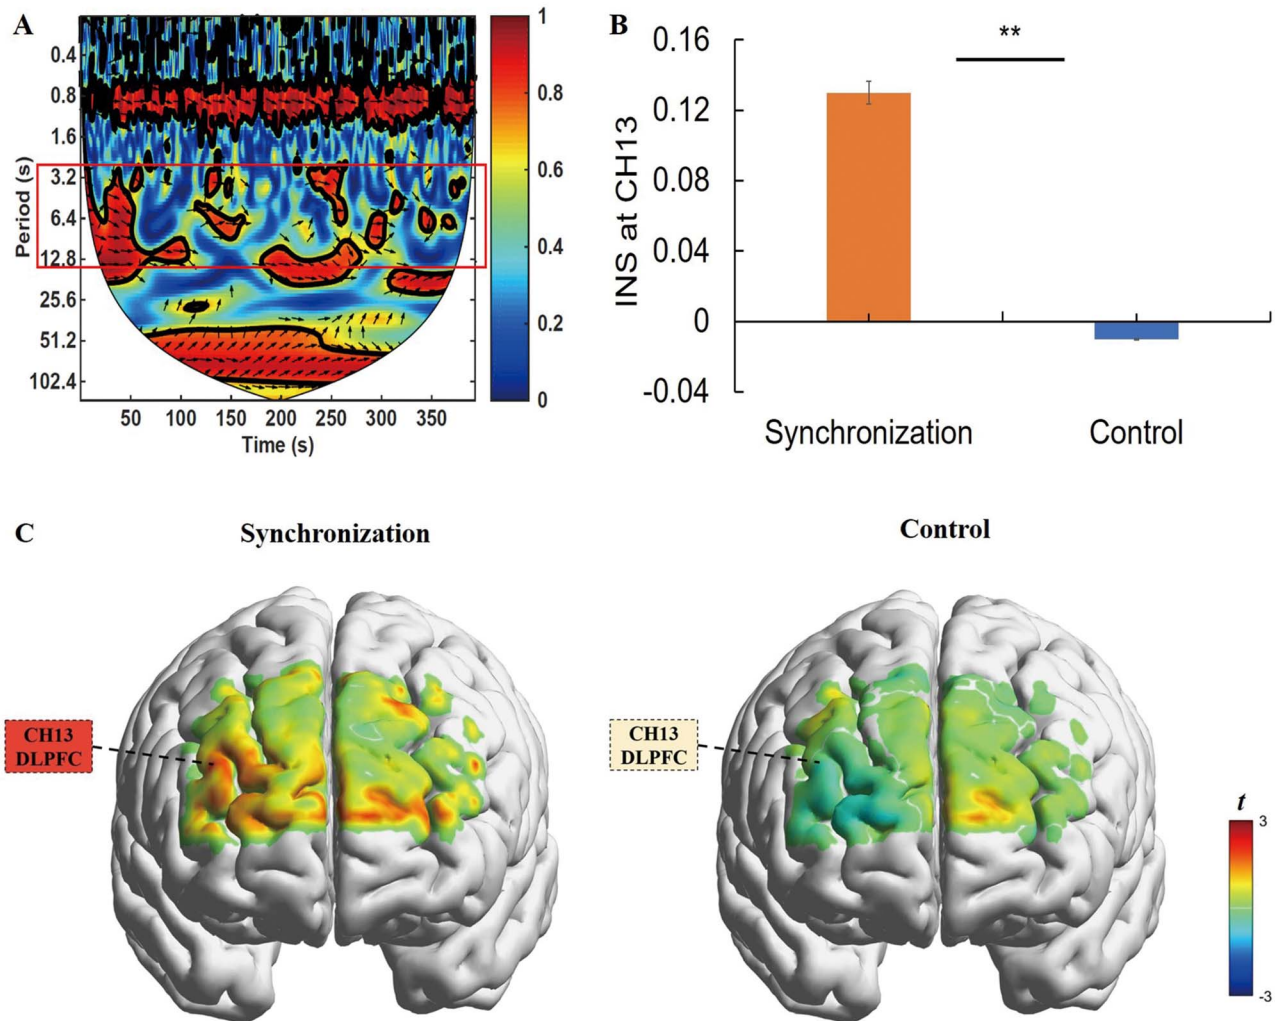 A
Period (s)
0.4
0.8
1.6
3.2
6.4
12.8
25.6
51.2
102.4
50 100 150 200 250 300 350
Time (s)
1
0.8
0.6
0.4
0.2
0
B
INS at CH13
0.16
0.12
0.08
0.04
0
-0.04
**
Synchronization Control
C
Synchronization
CH13
DLPFC
Control
CH13
DLPFC
t
3
-3